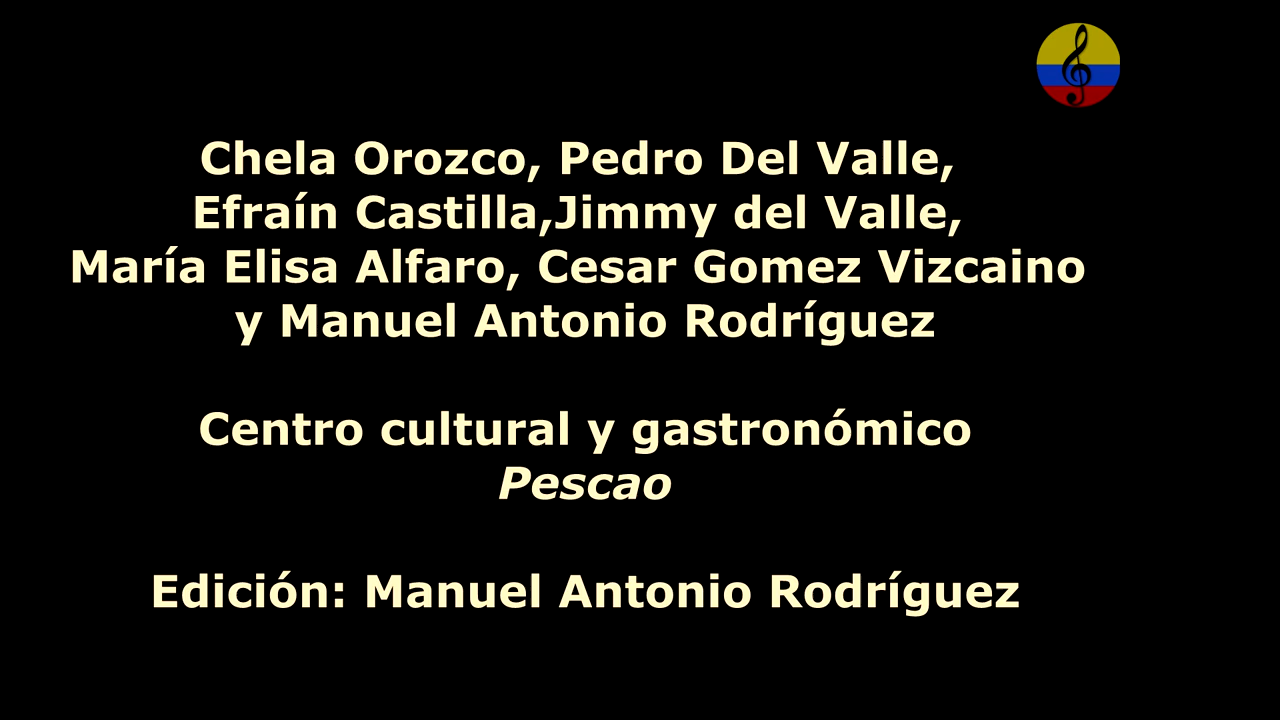 Chela Orozco, Pedro Del Valle,
Efraín Castilla,Jimmy del Valle,
María Elisa Alfaro, Cesar Gomez Vizcaino
y Manuel Antonio Rodríguez
Centro cultural y gastronómico
Pescao
Edición: Manuel Antonio Rodríguez